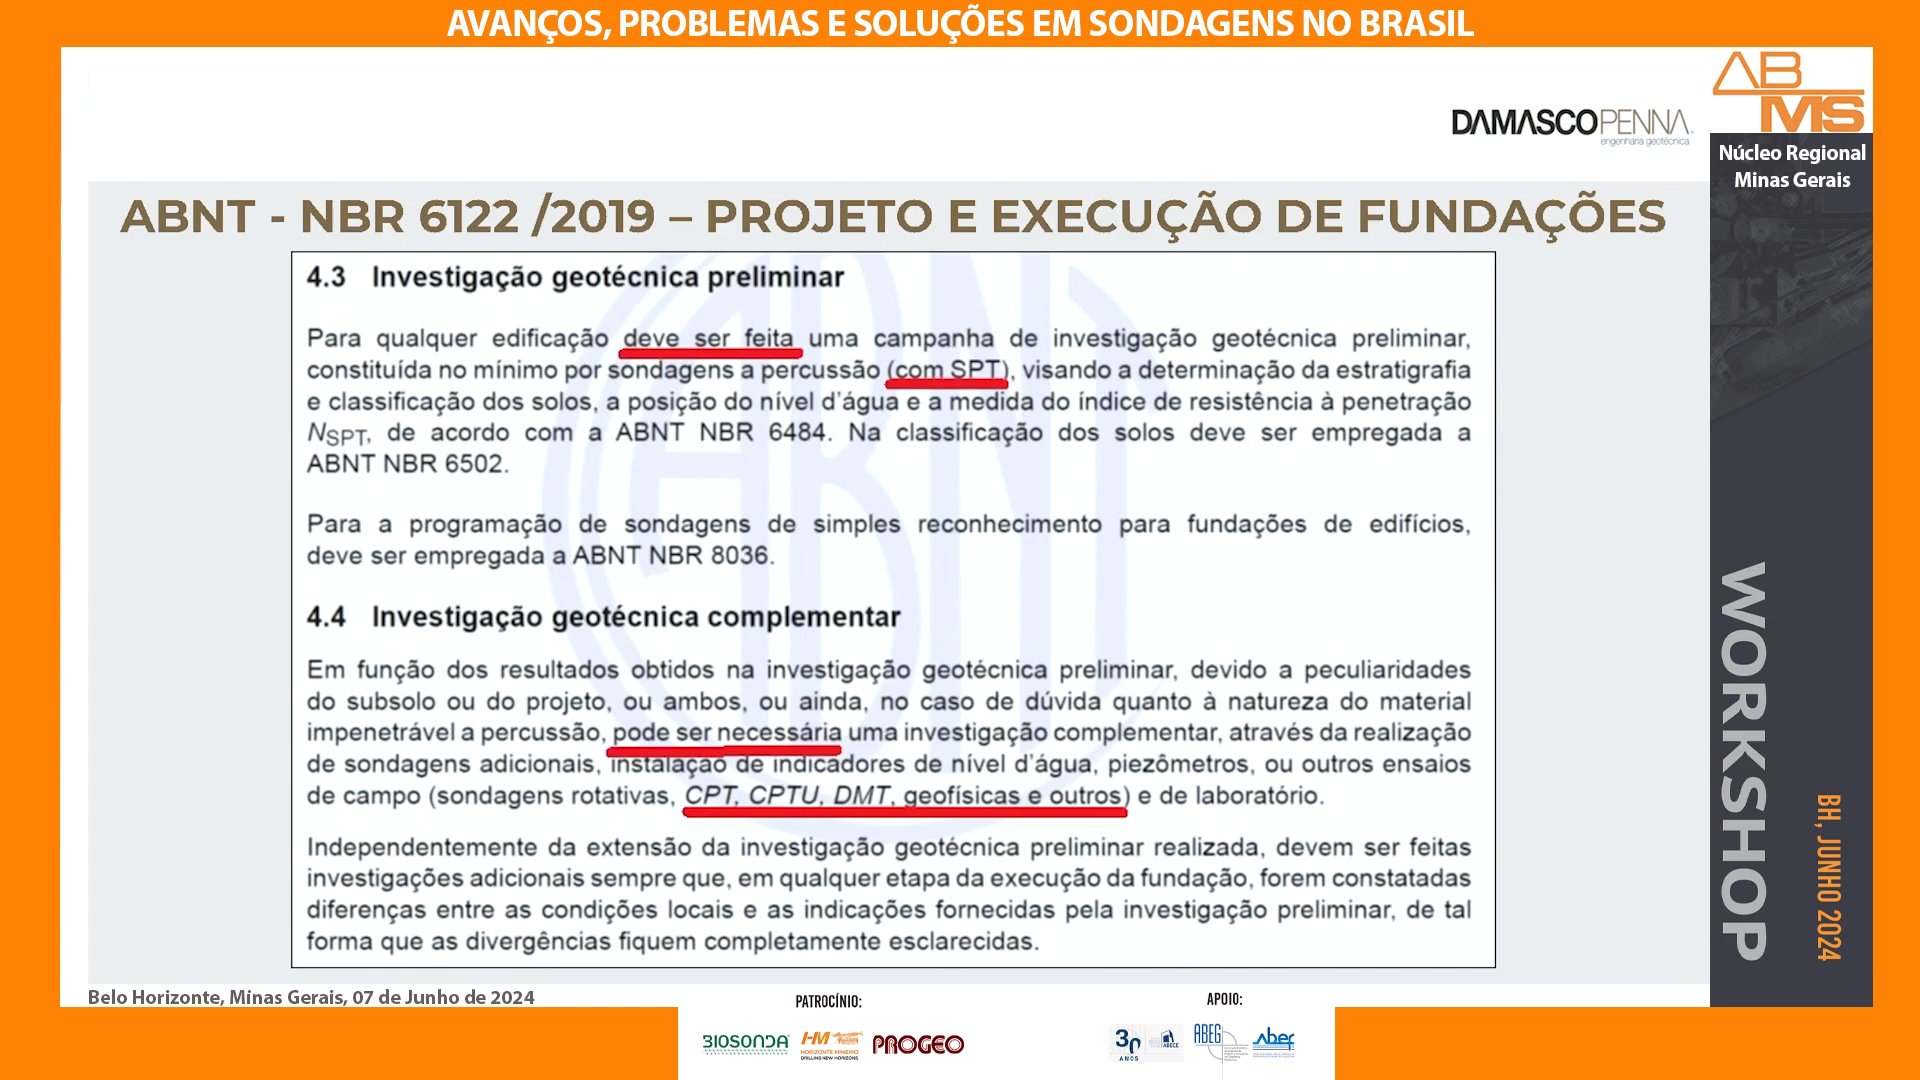 AVANÇOS, PROBLEMAS E SOLUÇÕES EM SONDAGENS NO BRASIL
ABMS
Núcleo Regional
Minas Gerais
DAMASCOPENNA
engenharia geotécnica
ABNT - NBR 6122 /2019 – PROJETO E EXECUÇÃO DE FUNDAÇÕES
4.3 Investigação geotécnica preliminar
Para qualquer edificação deve ser feita uma campanha de investigação geotécnica preliminar,
constituída no mínimo por sondagens a percussão (com SPT), visando a determinação da estratigrafia
e classificação dos solos, a posição do nível d'água e a medida do índice de resistência à penetração
NSPT, de acordo com a ABNT NBR 6484. Na classificação dos solos deve ser empregada a
ABNT NBR 6502.
Para a programação de sondagens de simples reconhecimento para fundações de edifícios,
deve ser empregada a ABNT NBR 8036.
4.4 Investigação geotécnica complementar
Em função dos resultados obtidos na investigação geotécnica preliminar, devido a peculiaridades
do subsolo ou do projeto, ou ambos, ou ainda, no caso de dúvida quanto à natureza do material
impenetrável a percussão, pode ser necessária uma investigação complementar, através da realização
de sondagens adicionais, instalação de indicadores de nível d'água, piezômetros, ou outros ensaios
de campo (sondagens rotativas, CPT, CPTU, DMT, geofísicas e outros) e de laboratório.
Independentemente da extensão da investigação geotécnica preliminar realizada, devem ser feitas
investigações adicionais sempre que, em qualquer etapa da execução da fundação, forem constatadas
diferenças entre as condições locais e as indicações fornecidas pela investigação preliminar, de tal
forma que as divergências fiquem completamente esclarecidas.
WORKSHOP
BH, JUNHO 2024
Belo Horizonte, Minas Gerais, 07 de Junho de 2024
PATROCÍNIO:
BIOSONDA
HM
HORIZONTE MINEIRO
DRILLING NEW HORIZONS
PROGEO
APOIO:
30
ANOS
ABECE
ABEG
abef